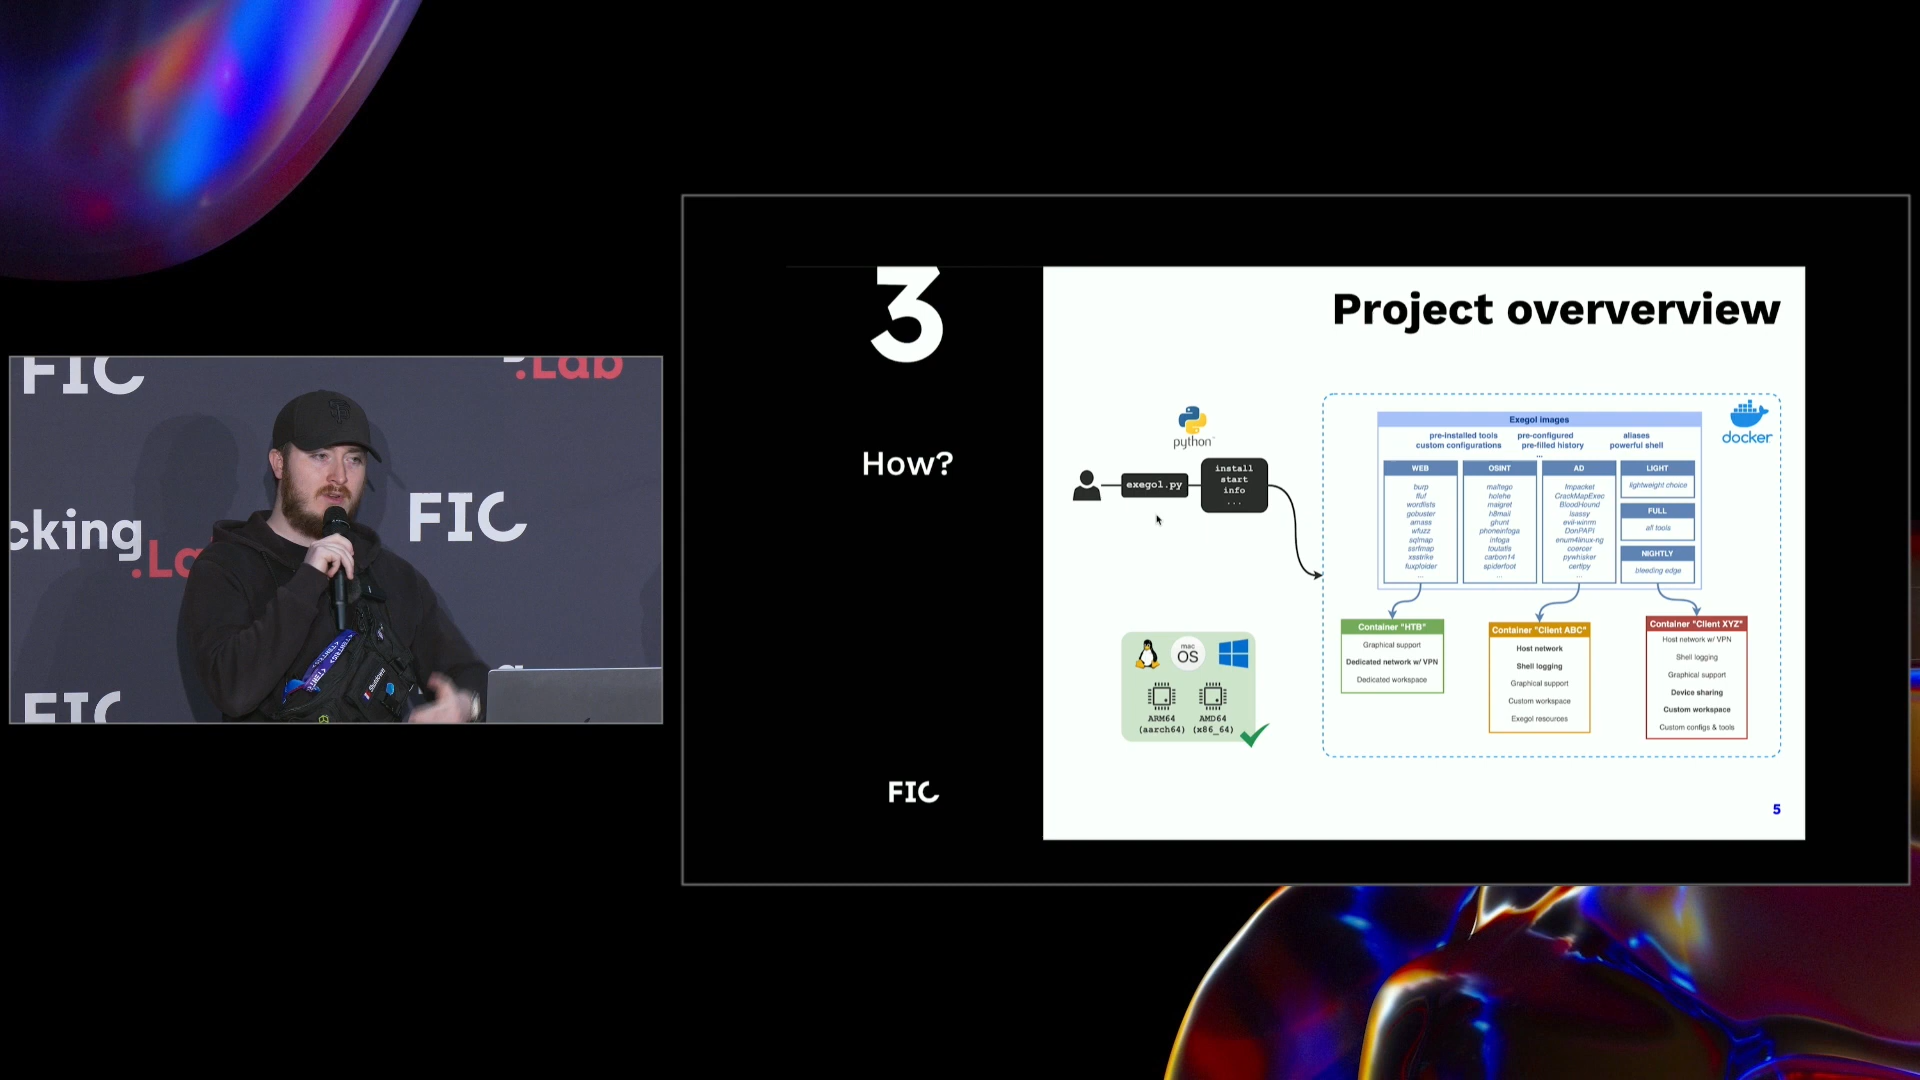 FIC
.Lab
cking
.La
FIC
FIC
3
How?
FIC
Project oververview
python
exegol.py
install
start
info
...
docker
Exegol images
pre-installed tools
custom configurations
pre-configured
pre-filled history
aliases
powerful shell
...
WEB
burp
ffuf
wordlists
gobuster
amass
wfuzz
sqlmap
ssrfmap
xsstrike
fuxploider
...
OSINT
maltego
holehe
maigret
h8mail
ghunt
phoneinfoga
infoga
toutatis
carbon14
spiderfoot
...
AD
Impacket
CrackMapExec
BloodHound
lsassy
evil-winrm
DonPAPI
enum4linux-ng
coercer
pywhisker
certipy
...
LIGHT
lightweight choice
FULL
all tools
NIGHTLY
bleeding edge
Container "HTB"
Graphical support
Dedicated network w/ VPN
Dedicated workspace
Container "Client ABC"
Host network
Shell logging
Graphical support
Custom workspace
Exegol resources
Container "Client XYZ"
Host network w/ VPN
Shell logging
Graphical support
Device sharing
Custom workspace
Custom configs & tools
mac
OS
ARM64
(aarch64)
AMD64
(x86_64)
5